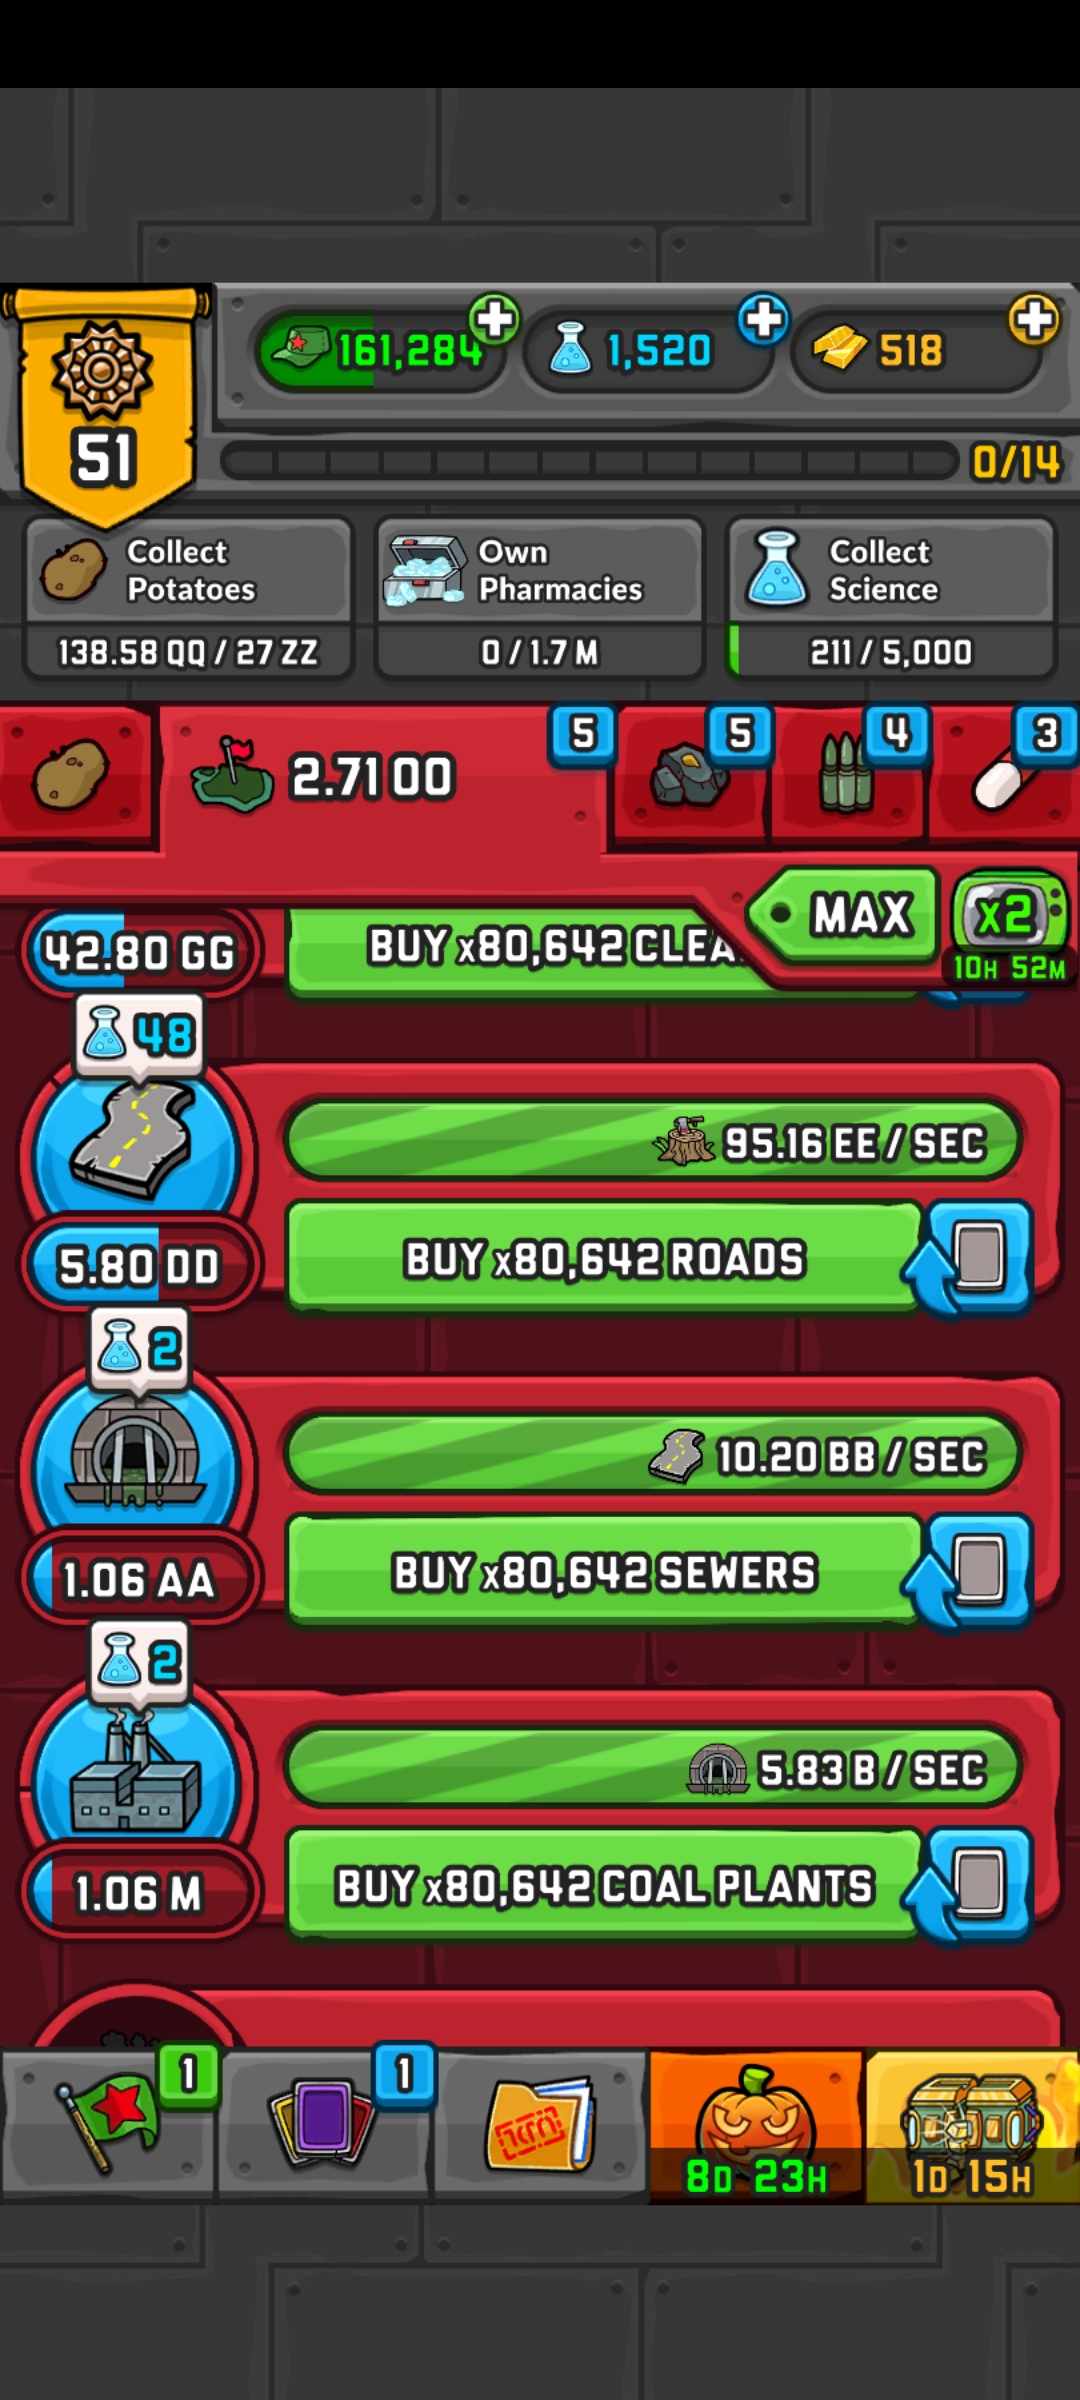 161,284
1,520
518
51
0/14
Collect
Potatoes
138.58 QQ / 27 ZZ
Own
Pharmacies
0 / 1.7 M
Collect
Science
211 / 5,000
2.71 OO
5
5
4
3
MAX
x2
10H 52M
42.80 GG
BUY x80,642 CLEA
48
95.16 EE / SEC
5.80 DD
BUY x80,642 ROADS
2
10.20 BB / SEC
1.06 AA
BUY x80,642 SEWERS
2
5.83 B / SEC
1.06 M
BUY x80,642 COAL PLANTS
1
1
8D 23H
1D 15H